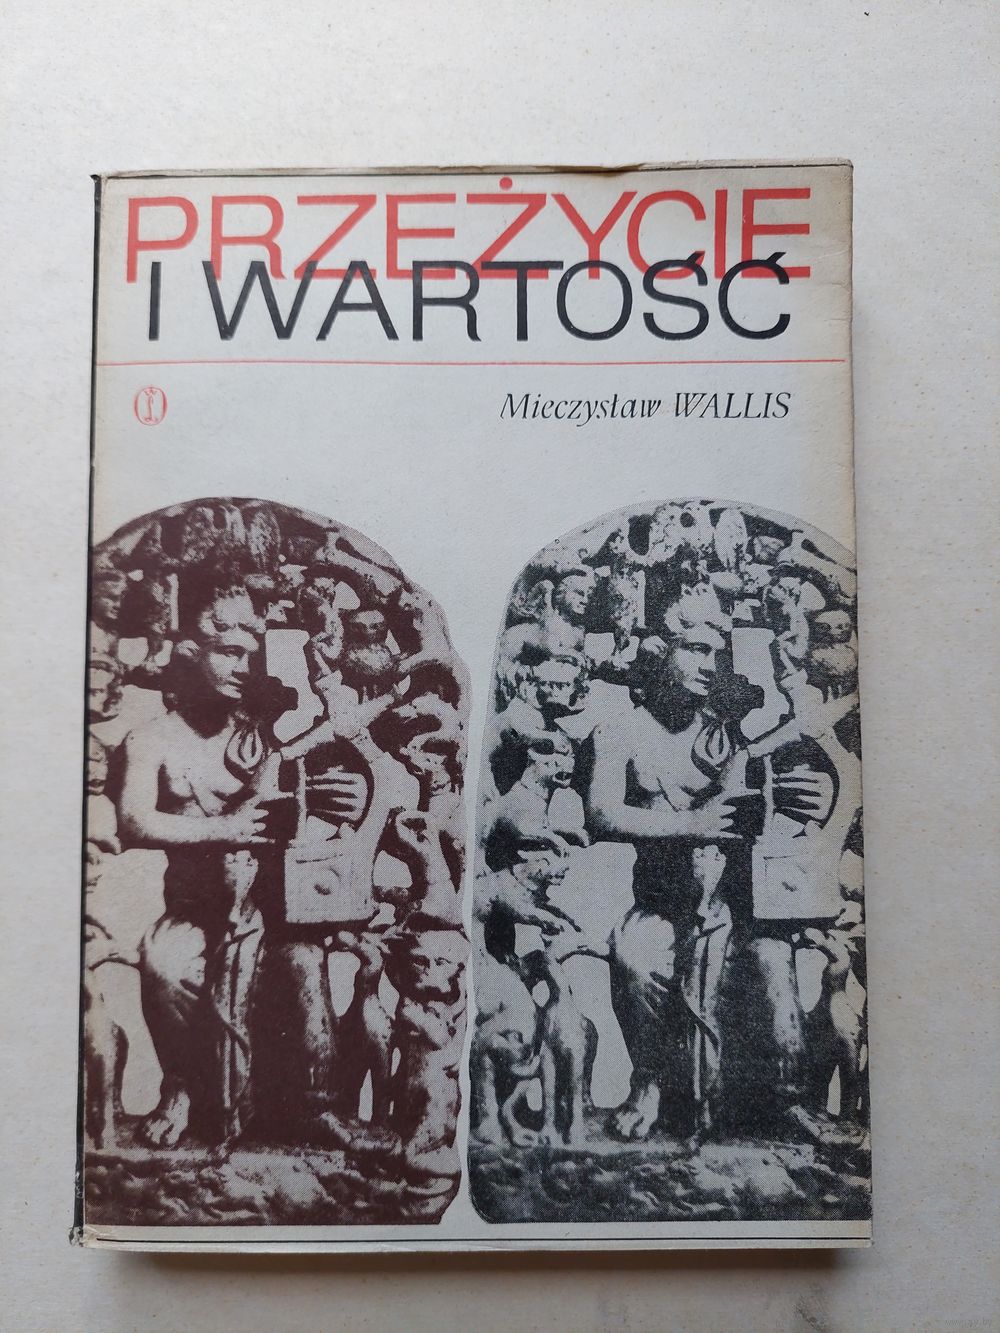 PRZEŻYCIE
I WARTOŚĆ
Mieczysław WALLIS